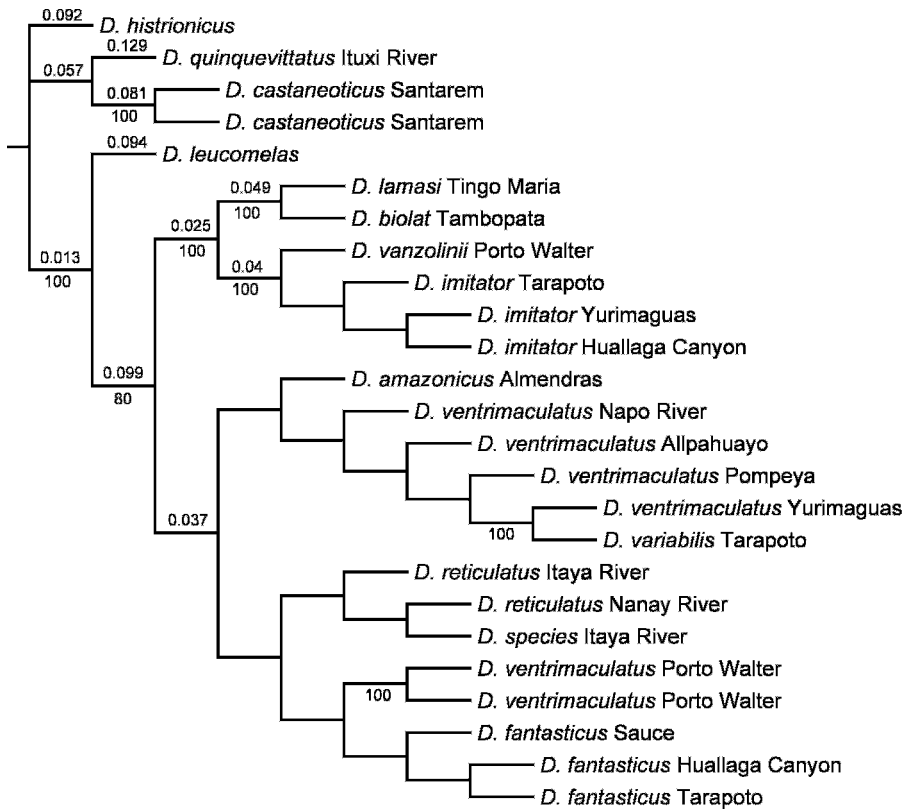 0.092
D. histrionicus
0.129
D. quinquevittatus Ituxi River
0.057
0.081
D. castaneoticus Santarem
100
D. castaneoticus Santarem
0.094
D. leucomelas
0.049
D. lamasi Tingo Maria
100
0.025
D. biolat Tambopata
100
D. vanzolinii Porto Walter
0.013
0.04
100
100
D. imitator Tarapoto
D. imitator Yurimaguas
D. imitator Huallaga Canyon
0.099
80
D. amazonicus Almendras
D. ventrimaculatus Napo River
D. ventrimaculatus Allpahuayo
D. ventrimaculatus Pompeya
0.037
D. ventrimaculatus Yurimaguas
100
D. variabilis Tarapoto
D. reticulatus Itaya River
D. reticulatus Nanay River
D. species Itaya River
D. ventrimaculatus Porto Walter
100
D. ventrimaculatus Porto Walter
D. fantasticus Sauce
D. fantasticus Huallaga Canyon
D. fantasticus Tarapoto